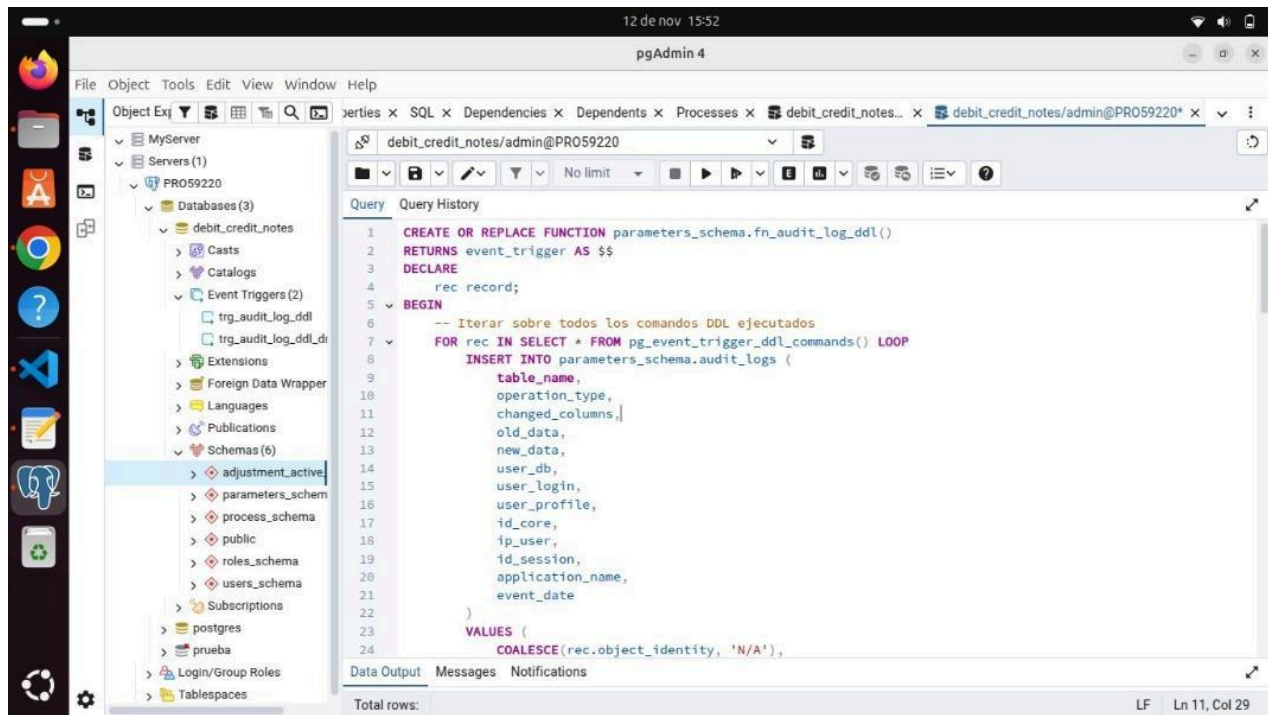 12 de nov 15:52
pgAdmin 4
File Object Tools Edit View Window Help
Object Exp
perties SQL Dependencies Dependents Processes debit_credit_notes... debit_credit_notes/admin@PRO59220*
MyServer
Servers (1)
PRO59220
Databases (3)
debit_credit_notes
Casts
Catalogs
Event Triggers (2)
trg_audit_log_ddl
trg_audit_log_ddl_dr
Extensions
Foreign Data Wrapper
Languages
Publications
Schemas (6)
adjustment_active_
parameters_schem
process_schema
public
roles_schema
users_schema
Subscriptions
postgres
prueba
Login/Group Roles
Tablespaces
debit_credit_notes/admin@PRO59220
No limit
Query Query History
1 CREATE OR REPLACE FUNCTION parameters_schema.fn_audit_log_ddl()
2 RETURNS event_trigger AS $$
3 DECLARE
4 rec record;
5 BEGIN
6 -- Iterar sobre todos los comandos DDL ejecutados
7 FOR rec IN SELECT * FROM pg_event_trigger_ddl_commands() LOOP
8 INSERT INTO parameters_schema.audit_logs (
9 table_name,
10 operation_type,
11 changed_columns,
12 old_data,
13 new_data,
14 user_db,
15 user_login,
16 user_profile,
17 id_core,
18 ip_user,
19 id_session,
20 application_name,
21 event_date
22 )
23 VALUES (
24 COALESCE(rec.object_identity, 'N/A'),
Data Output Messages Notifications
Total rows:
LF Ln 11, Col 29